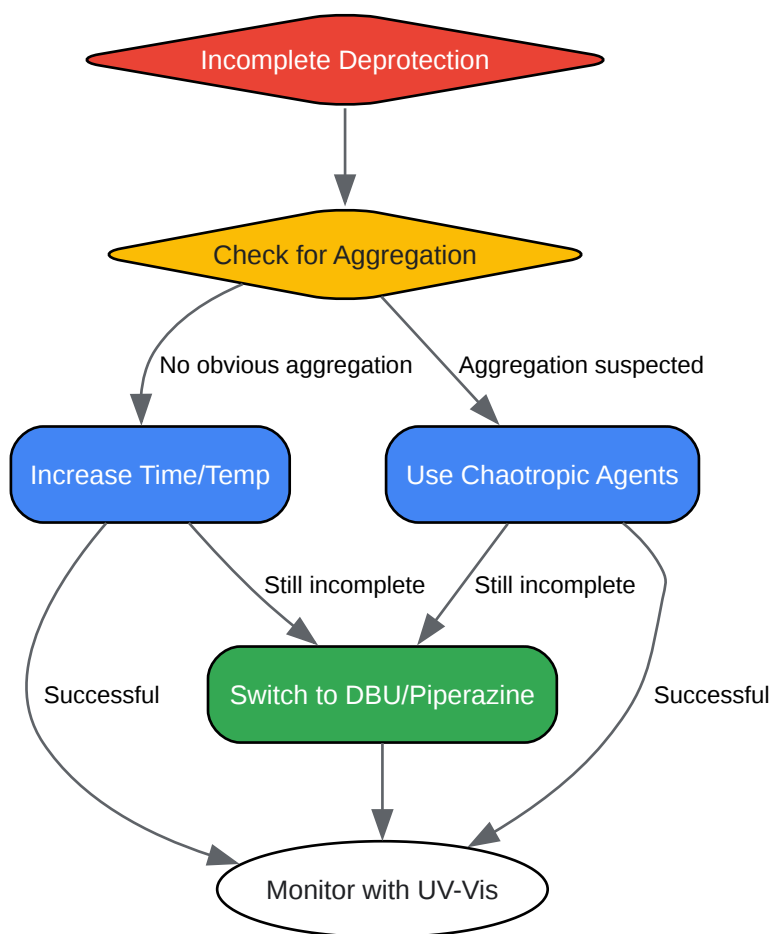 Incomplete Deprotection
Check for Aggregation
No obvious aggregation
Aggregation suspected
Increase Time/Temp
Use Chaotropic Agents
Still incomplete
Still incomplete
Successful
Switch to DBU/Piperazine
Successful
Monitor with UV-Vis